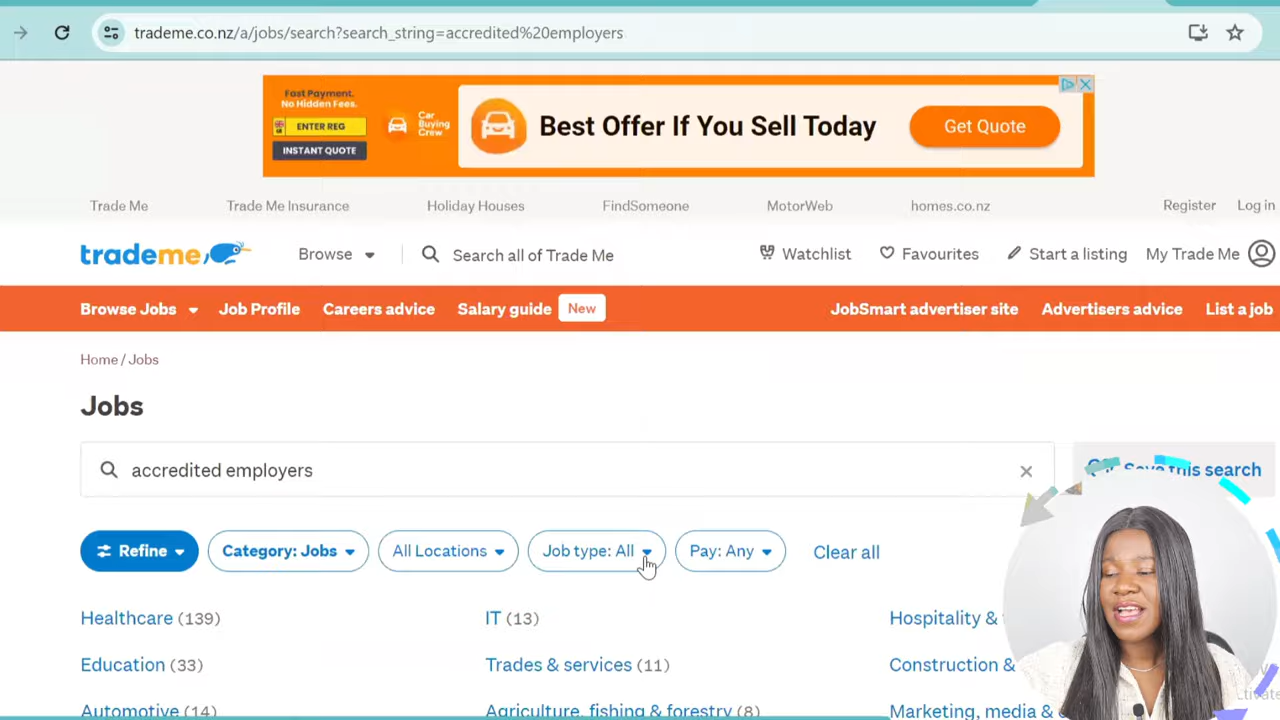 trademe.co.nz/a/jobs/search?search_string=accredited%20employers
Fast Payment.
No Hidden Fees.
ENTER REG
INSTANT QUOTE
Car
Buying
Crew
Best Offer If You Sell Today
Get Quote
Trade Me
Trade Me Insurance
Holiday Houses
FindSomeone
MotorWeb
homes.co.nz
Register
Log in
trademe
Browse
Search all of Trade Me
Watchlist
Favourites
Start a listing
My Trade Me
Browse Jobs
Job Profile
Careers advice
Salary guide
New
JobSmart advertiser site
Advertisers advice
List a job
Home / Jobs
Jobs
accredited employers
Save this search
Refine
Category: Jobs
All Locations
Job type: All
Pay: Any
Clear all
Healthcare (139)
IT (13)
Hospitality &
Education (33)
Trades & services (11)
Construction &
Automotive (14)
Agriculture, fishing & forestry (8)
Marketing, media &